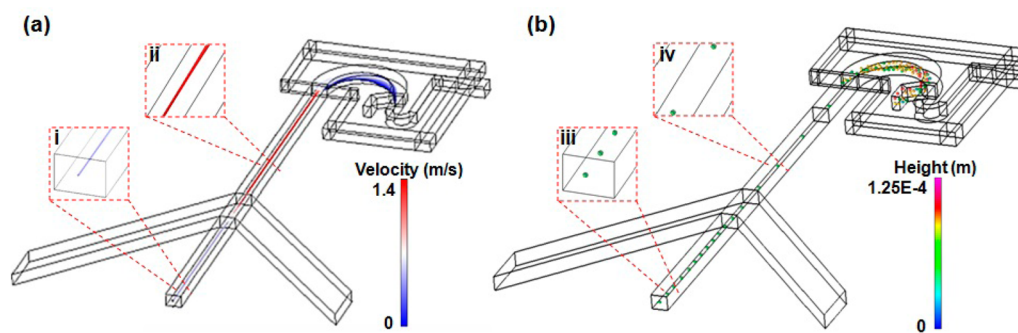 (a)
ii
i
Velocity (m/s)
1.4
0
(b)
iv
iii
Height (m)
1.25E-4
0